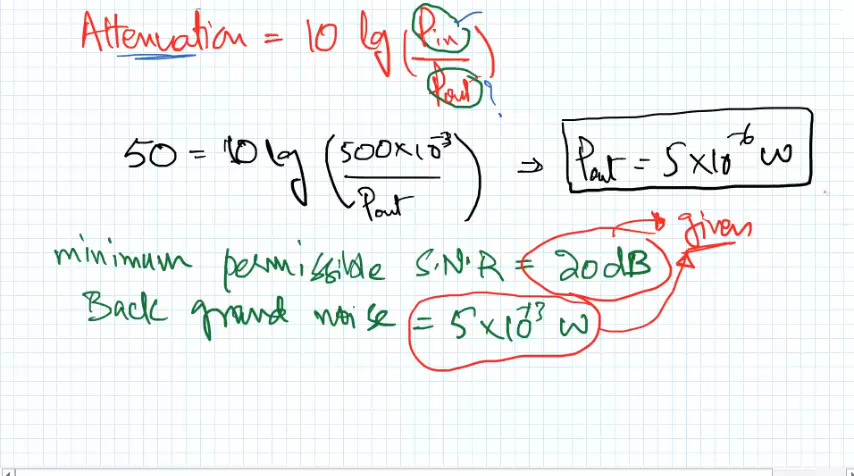 Attenuation = 10 lg (Pin / Pout) ?
50 = 10 lg (500×10⁻³ / Pout) ⇒ Pout = 5×10⁻⁶ W
given
minimum permissible S.N.R = 20dB
Back ground noise = 5×10⁻¹³ W